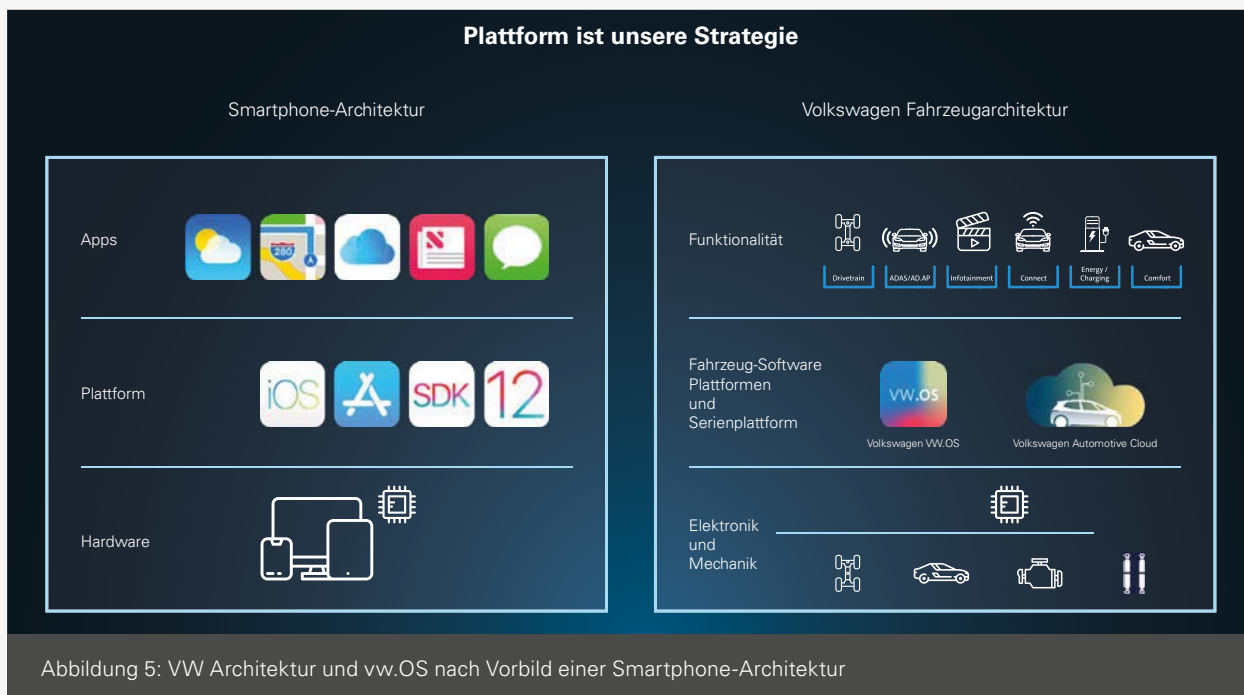 Plattform ist unsere Strategie
Smartphone-Architektur
Apps
280
Plattform
iOS
SDK
12
Hardware
Volkswagen Fahrzeugarchitektur
Funktionalität
Drivetrain
ADAS/AD.AP
Infotainment
Connect
Energy /
Charging
Comfort
Fahrzeug-Software
Plattformen
und
Serienplattform
VW.OS
Volkswagen VW.OS
Volkswagen Automotive Cloud
Elektronik
und
Mechanik
Abbildung 5: VW Architektur und vw.OS nach Vorbild einer Smartphone-Architektur